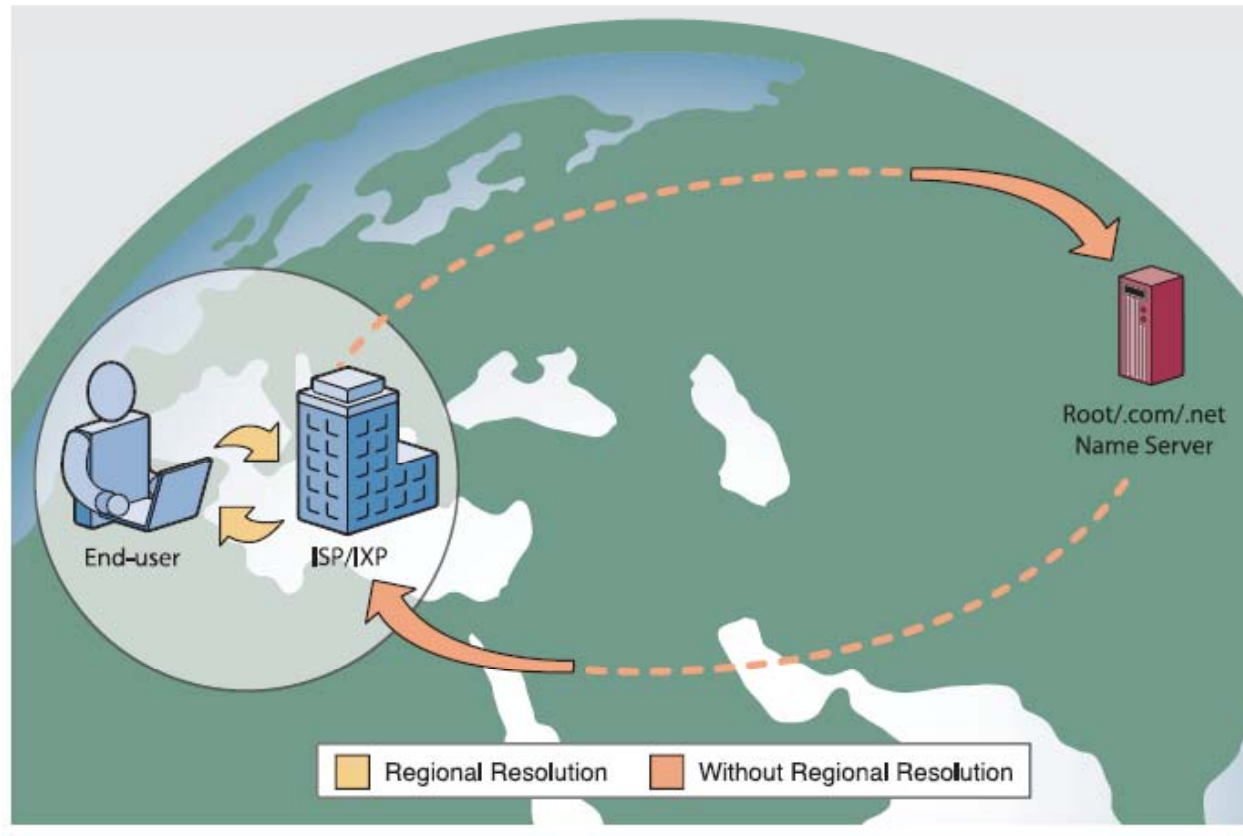 Root/.com/.net
Name Server
End-user
ISP/IXP
Regional Resolution
Without Regional Resolution